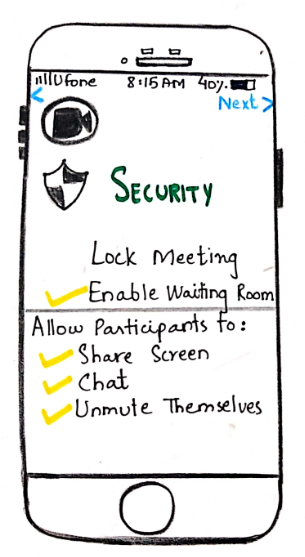 Ufone 8:15 AM 40%
< Next >
SECURITY
Lock Meeting
Enable Waiting Room
Allow Participants to:
Share Screen
Chat
Unmute Themselves